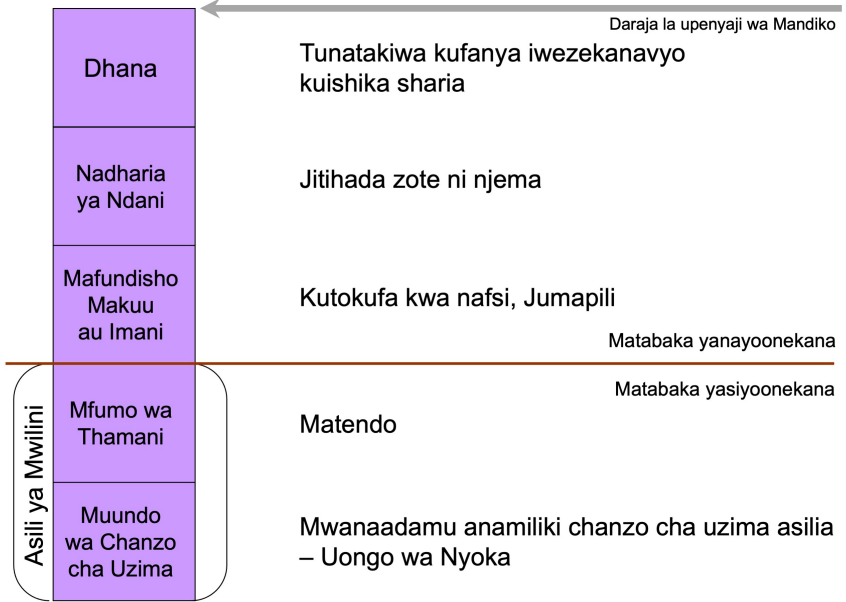 Daraja la upenyaji wa Mandiko
Dhana
Tunatakiwa kufanya iwezekanavyo
kuishika sharia
Nadharia
ya Ndani
Jitihada zote ni njema
Mafundisho
Makuu
au Imani
Kutokufa kwa nafsi, Jumapili
Matabaka yanayoonekana
Matabaka yasiyoonekana
Asili ya Mwilini
Mfumo wa
Thamani
Matendo
Muundo
wa Chanzo
cha Uzima
Mwanaadamu anamiliki chanzo cha uzima asilia
– Uongo wa Nyoka